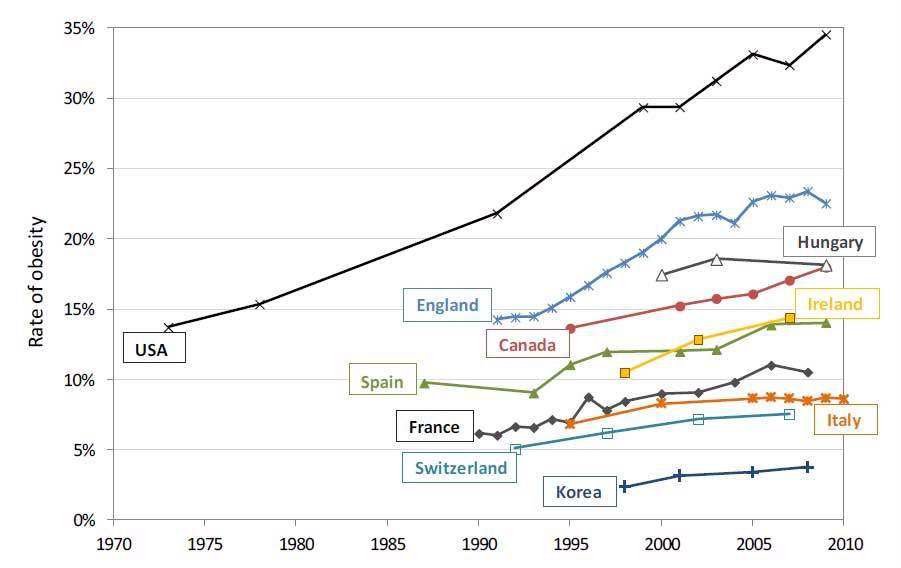 35%
30%
25%
20%
15%
10%
5%
0%
Rate of obesity
USA
England
Hungary
Canada
Ireland
Spain
France
Italy
Switzerland
Korea
1970 1975 1980 1985 1990 1995 2000 2005 2010